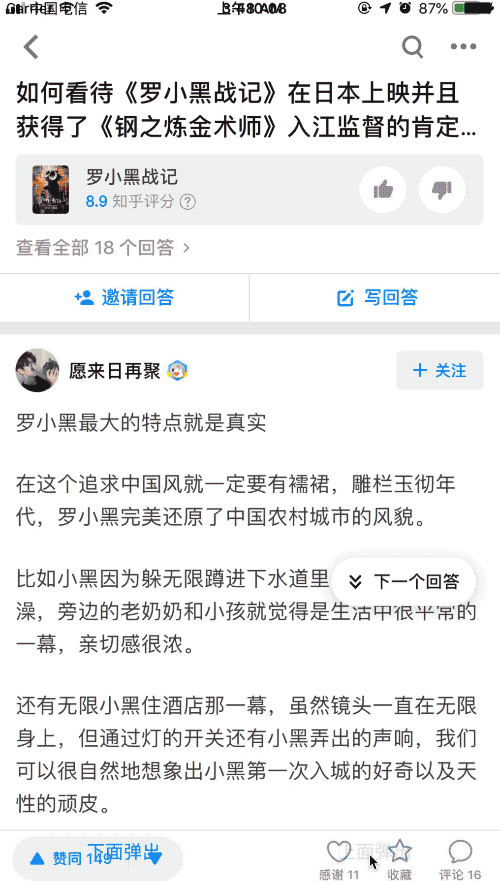 中国电信
87%
如何看待《罗小黑战记》在日本上映并且
获得了《钢之炼金术师》入江监督的肯定...
罗小黑战记
8.9 知乎评分 ?
查看全部 18 个回答 >
邀请回答
写回答
愿来日再聚
+ 关注
罗小黑最大的特点就是真实
在这个追求中国风就一定要有襦裙，雕栏玉彻年
代，罗小黑完美还原了中国农村城市的风貌。
比如小黑因为躲无限蹲进下水道里
下一个回答
澡，旁边的老奶奶和小孩就觉得是生活中很平常的
一幕，亲切感很浓。
还有无限小黑住酒店那一幕，虽然镜头一直在无限
身上，但通过灯的开关还有小黑弄出的声响，我们
可以很自然地想象出小黑第一次入城的好奇以及天
性的顽皮。
赞同 149
下面弹出
上面弹出
感谢 11
收藏
评论 16